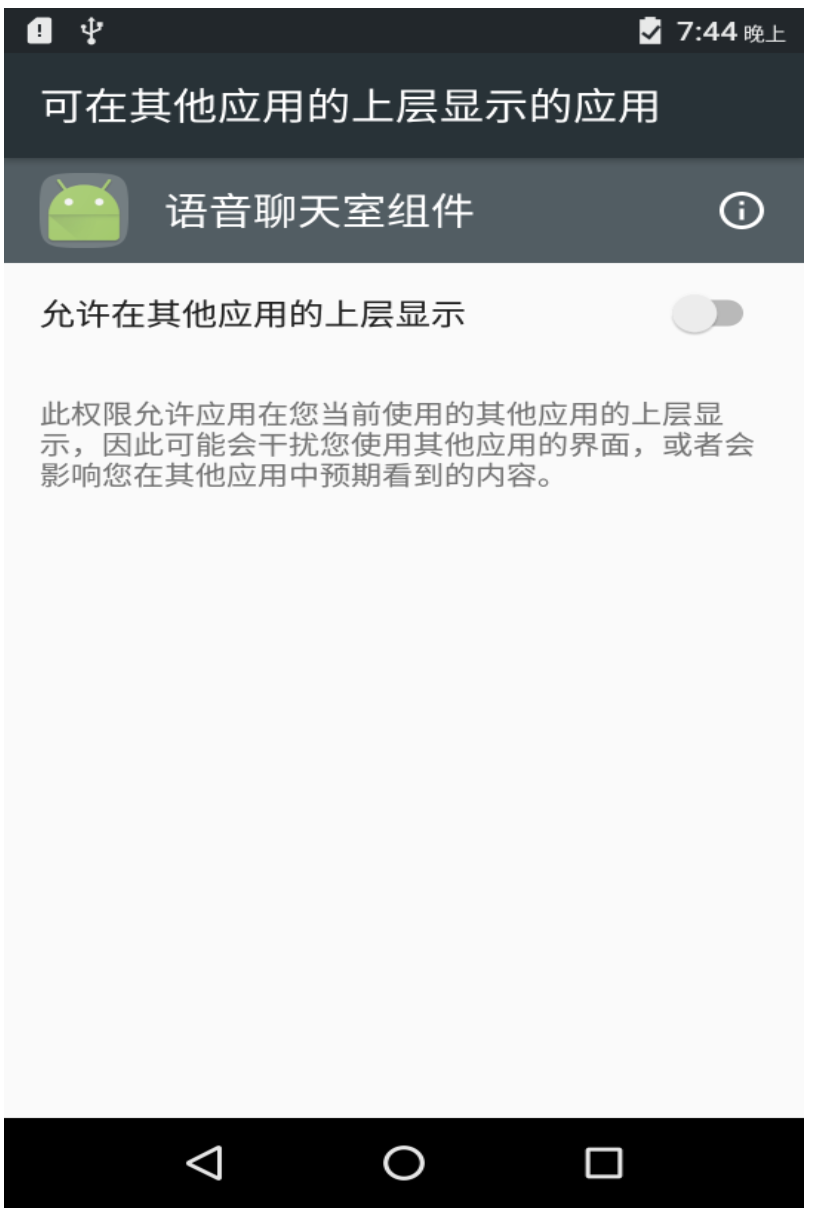 7:44 晚上
可在其他应用的上层显示的应用
语音聊天室组件
允许在其他应用的上层显示
此权限允许应用在您当前使用的其他应用的上层显
示，因此可能会干扰您使用其他应用的界面，或者会
影响您在其他应用中预期看到的内容。